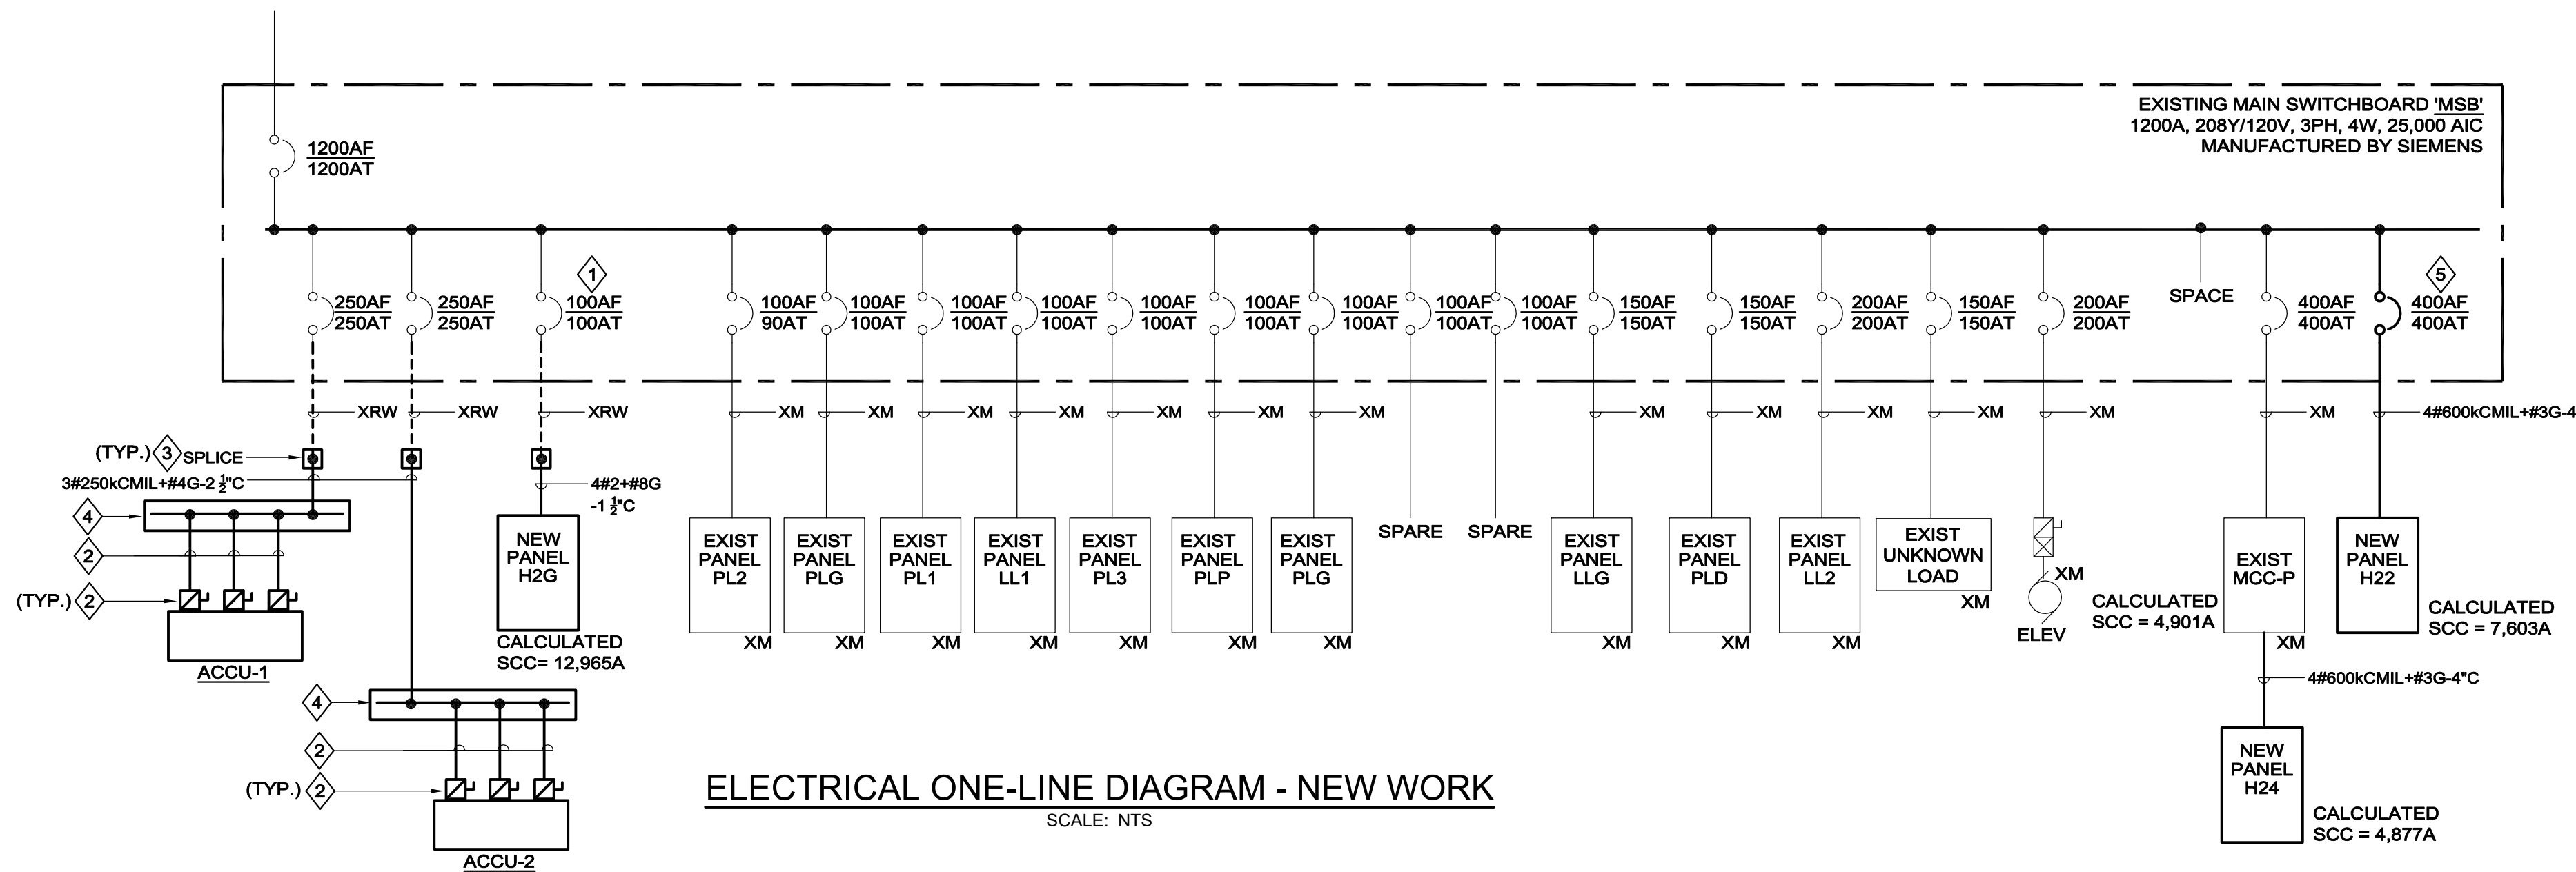 EXISTING MAIN SWITCHBOARD 'MSB'
1200A, 208Y/120V, 3PH, 4W, 25,000 AIC
MANUFACTURED BY SIEMENS
1200AF
1200AT
1
5
250AF
250AT
250AF
250AT
100AF
100AT
100AF
90AT
100AF
100AT
100AF
100AT
100AF
100AT
100AF
100AT
100AF
100AT
100AF
100AT
100AF
100AT
100AF
100AT
150AF
150AT
150AF
150AT
200AF
200AT
150AF
150AT
200AF
200AT
SPACE
400AF
400AT
400AF
400AT
XRW
XRW
XRW
XM
XM
XM
XM
XM
XM
XM
XM
XM
XM
XM
XM
XM
4#600kCMIL+#3G-4
(TYP.) 3 SPLICE
3#250kCMIL+#4G-2 1/2"C
4#2+#8G
-1 1/2"C
4
2
(TYP.) 2
ACCU-1
NEW
PANEL
H2G
CALCULATED
SCC= 12,965A
EXIST
PANEL
PL2
XM
EXIST
PANEL
PLG
XM
EXIST
PANEL
PL1
XM
EXIST
PANEL
LL1
XM
EXIST
PANEL
PL3
XM
EXIST
PANEL
PLP
XM
EXIST
PANEL
PLG
XM
SPARE
SPARE
EXIST
PANEL
LLG
XM
EXIST
PANEL
PLD
XM
EXIST
PANEL
LL2
XM
EXIST
UNKNOWN
LOAD
XM
XM
ELEV
CALCULATED
SCC = 4,901A
EXIST
MCC-P
XM
NEW
PANEL
H22
CALCULATED
SCC = 7,603A
4#600kCMIL+#3G-4"C
NEW
PANEL
H24
CALCULATED
SCC = 4,877A
4
2
(TYP.) 2
ACCU-2
ELECTRICAL ONE-LINE DIAGRAM - NEW WORK
SCALE: NTS